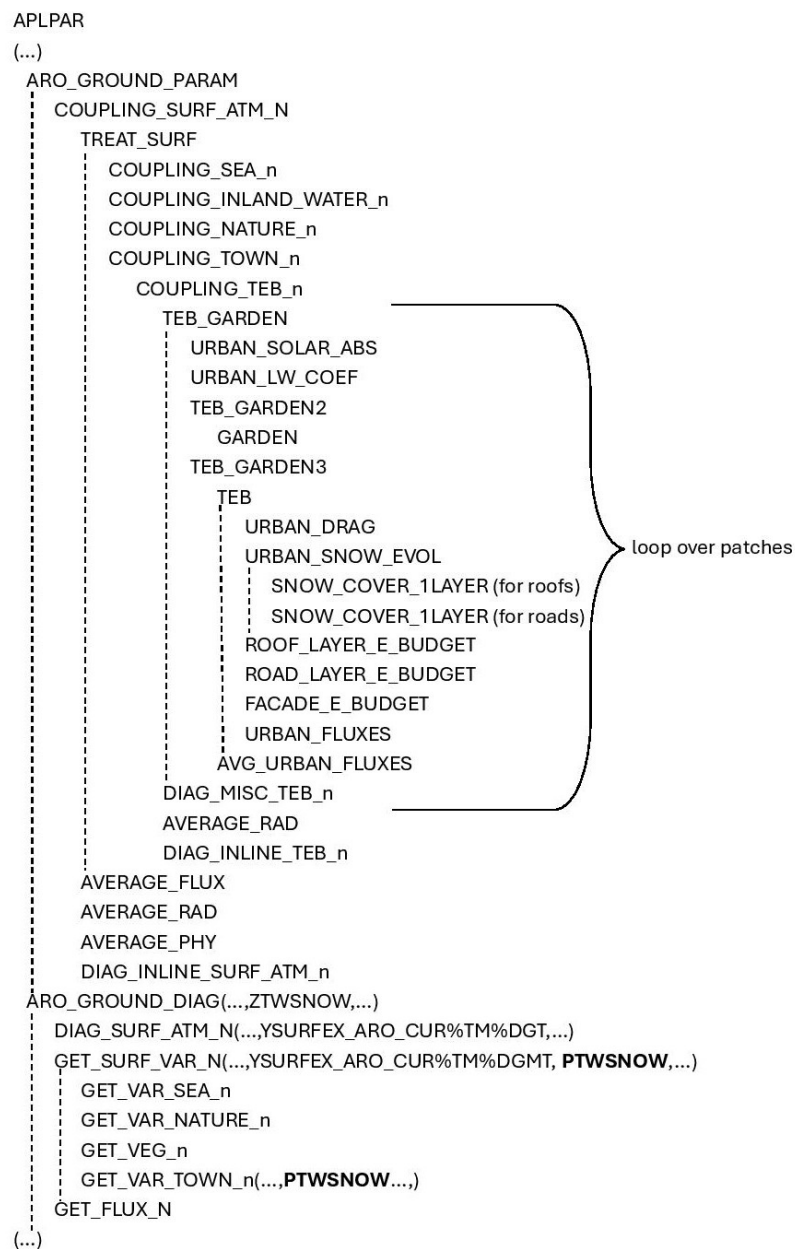 APLPAR
(...)
ARO_GROUND_PARAM
COUPLING_SURF_ATM_N
TREAT_SURF
COUPLING_SEA_n
COUPLING_INLAND_WATER_n
COUPLING_NATURE_n
COUPLING_TOWN_n
COUPLING_TEB_n
TEB_GARDEN
URBAN_SOLAR_ABS
URBAN_LW_COEF
TEB_GARDEN2
GARDEN
TEB_GARDEN3
TEB
URBAN_DRAG
loop over patches
URBAN_SNOW_EVOL
SNOW_COVER_1LAYER (for roofs)
SNOW_COVER_1LAYER (for roads)
ROOF_LAYER_E_BUDGET
ROAD_LAYER_E_BUDGET
FACADE_E_BUDGET
URBAN_FLUXES
AVG_URBAN_FLUXES
DIAG_MISC_TEB_n
AVERAGE_RAD
DIAG_INLINE_TEB_n
AVERAGE_FLUX
AVERAGE_RAD
AVERAGE_PHY
DIAG_INLINE_SURF_ATM_n
ARO_GROUND_DIAG(...,ZTWSNOW,...)
DIAG_SURF_ATM_N(...,YSURFEX_ARO_CUR%TM%DGT,...)
GET_SURF_VAR_N(...,YSURFEX_ARO_CUR%TM%DGMT, PTWSNOW,...)
GET_VAR_SEA_n
GET_VAR_NATURE_n
GET_VEG_n
GET_VAR_TOWN_n(...,PTWSNOW...,)
GET_FLUX_N
(...)